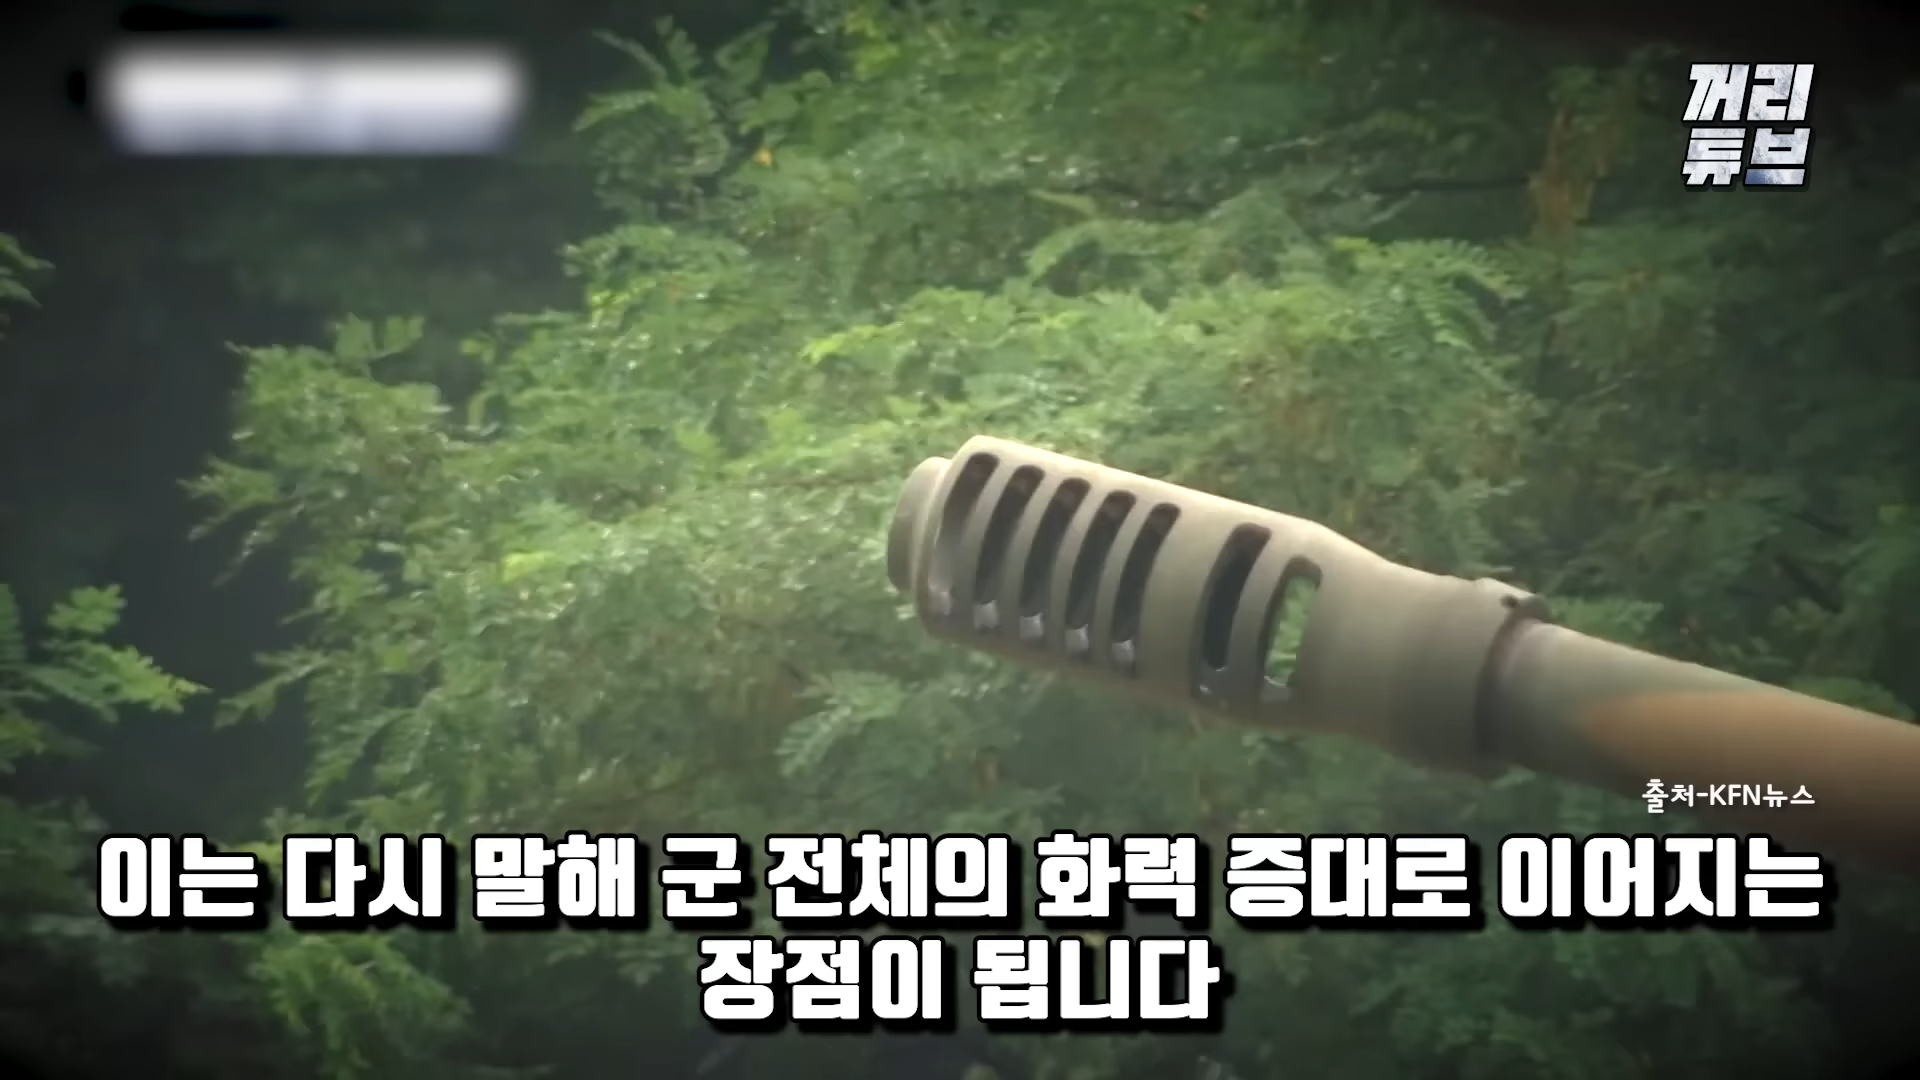 꺼리
튜브
출처-KFN뉴스
이는 다시 말해 군 전체의 화력 증대로 이어지는
장점이 됩니다